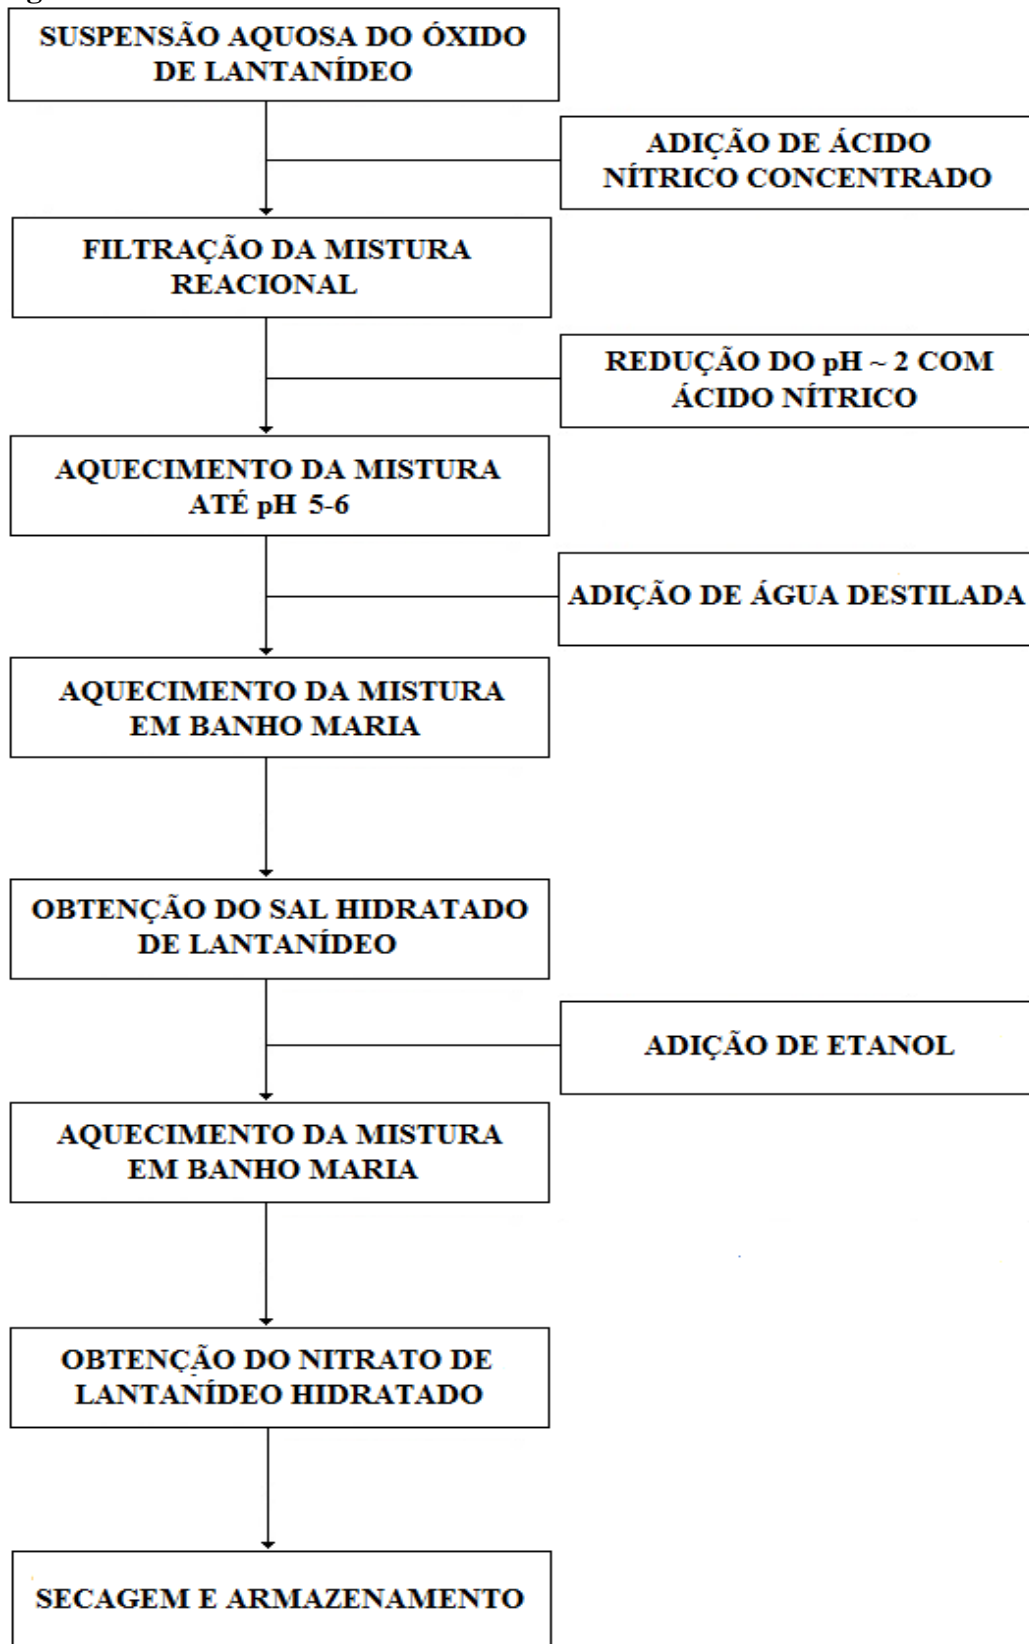 SUSPENSÃO AQUOSA DO ÓXIDO
DE LANTANÍDEO
ADIÇÃO DE ÁCIDO
NÍTRICO CONCENTRADO
FILTRAÇÃO DA MISTURA
REACIONAL
REDUÇÃO DO pH ~ 2 COM
ÁCIDO NÍTRICO
AQUECIMENTO DA MISTURA
ATÉ pH 5-6
ADIÇÃO DE ÁGUA DESTILADA
AQUECIMENTO DA MISTURA
EM BANHO MARIA
OBTENÇÃO DO SAL HIDRATADO
DE LANTANÍDEO
ADIÇÃO DE ETANOL
AQUECIMENTO DA MISTURA
EM BANHO MARIA
OBTENÇÃO DO NITRATO DE
LANTANÍDEO HIDRATADO
SECAGEM E ARMAZENAMENTO